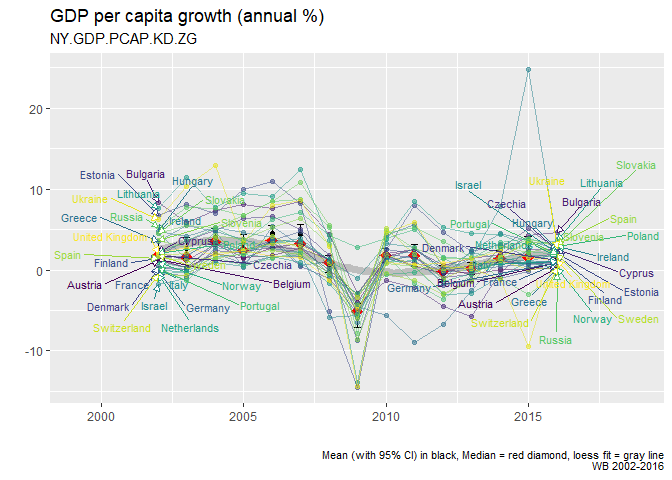 GDP per capita growth (annual %)
NY.GDP.PCAP.KD.ZG
20
10
0
-10
Estonia
Bulgaria
Lithuania
Hungary
Ukraine
Slovakia
Greece
Russia
Ireland
Slovenia
United Kingdom
Cyprus
Poland
Spain
Finland
Czechia
Austria
France
Italy
Norway
Belgium
Denmark
Israel
Germany
Portugal
Switzerland
Netherlands
Slovakia
Israel
Ukraine
Lithuania
Czechia
Bulgaria
Portugal
Hungary
Spain
Denmark
Netherlands
Slovenia
Poland
Ireland
Cyprus
Germany
Belgium
France
United Kingdom
Estonia
Austria
Greece
Finland
Switzerland
Norway
Sweden
Russia
2000
2005
2010
2015
Mean (with 95% CI) in black, Median = red diamond, loess fit = gray line
WB 2002-2016